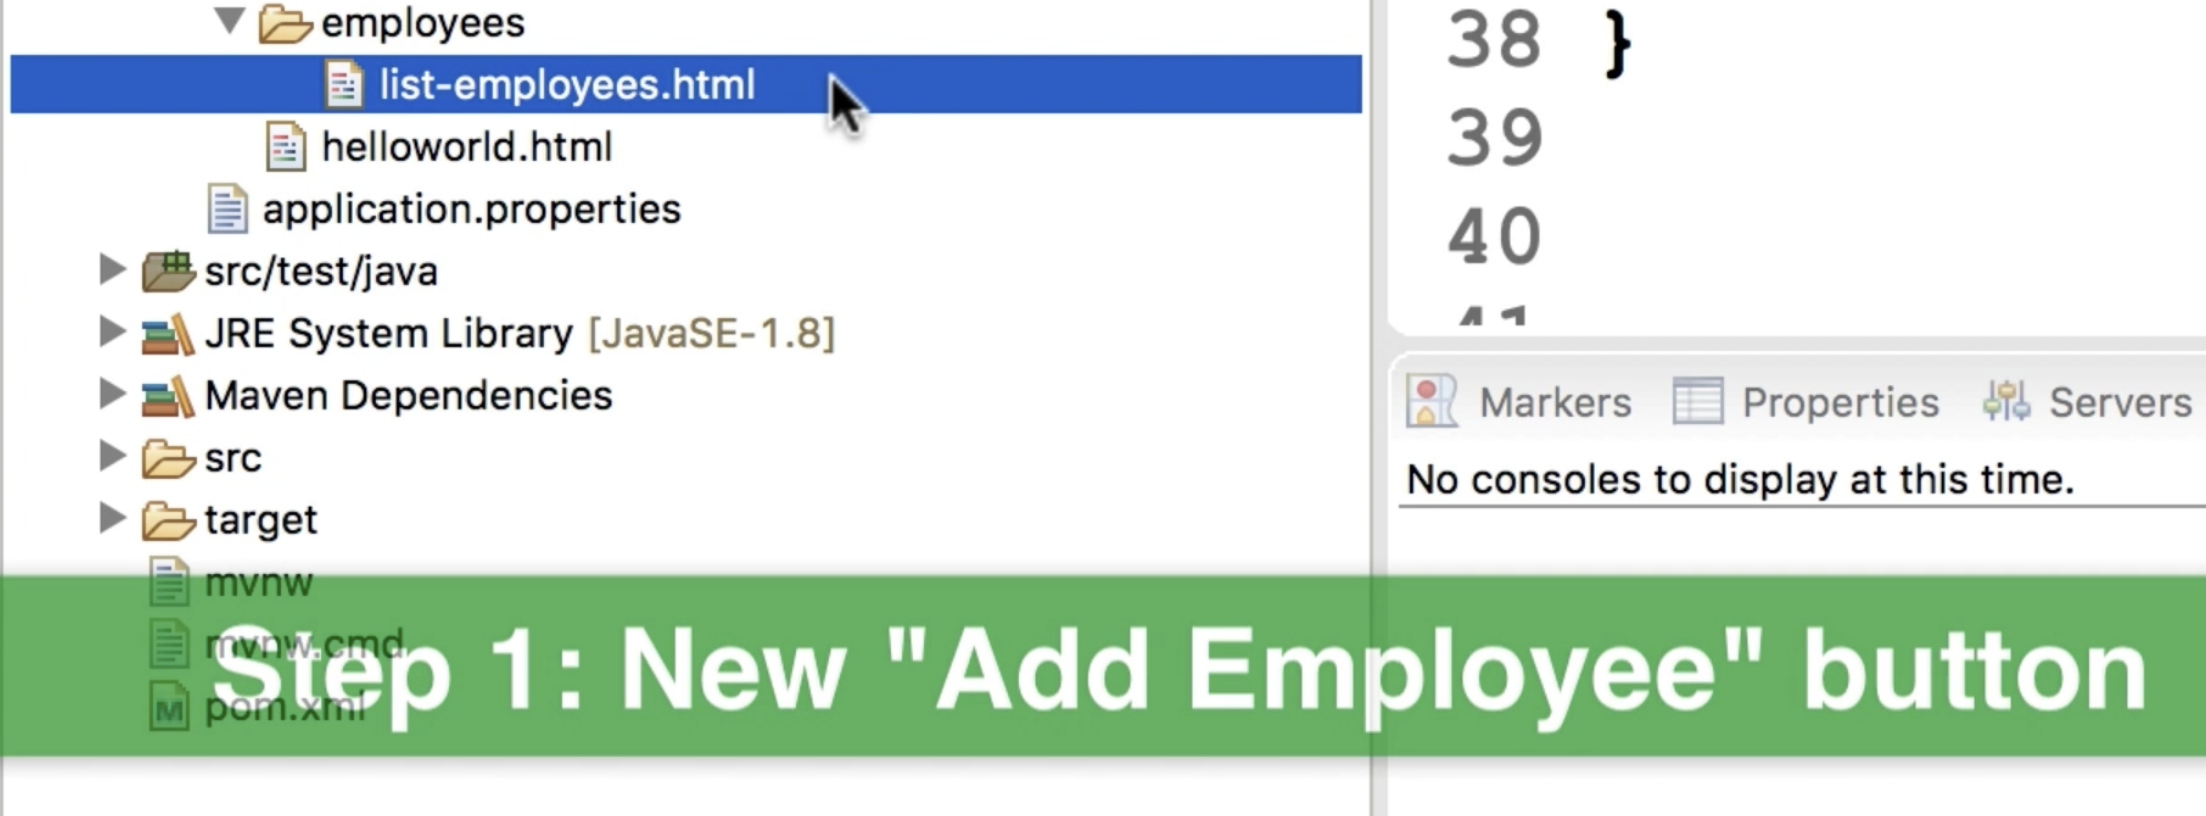 employees
list-employees.html
helloworld.html
application.properties
src/test/java
JRE System Library [JavaSE-1.8]
Maven Dependencies
src
target
mvnw
mvnw.cmd
pom.xml
38 }
39
40
41
Markers Properties Servers
No consoles to display at this time.
Step 1: New "Add Employee" button